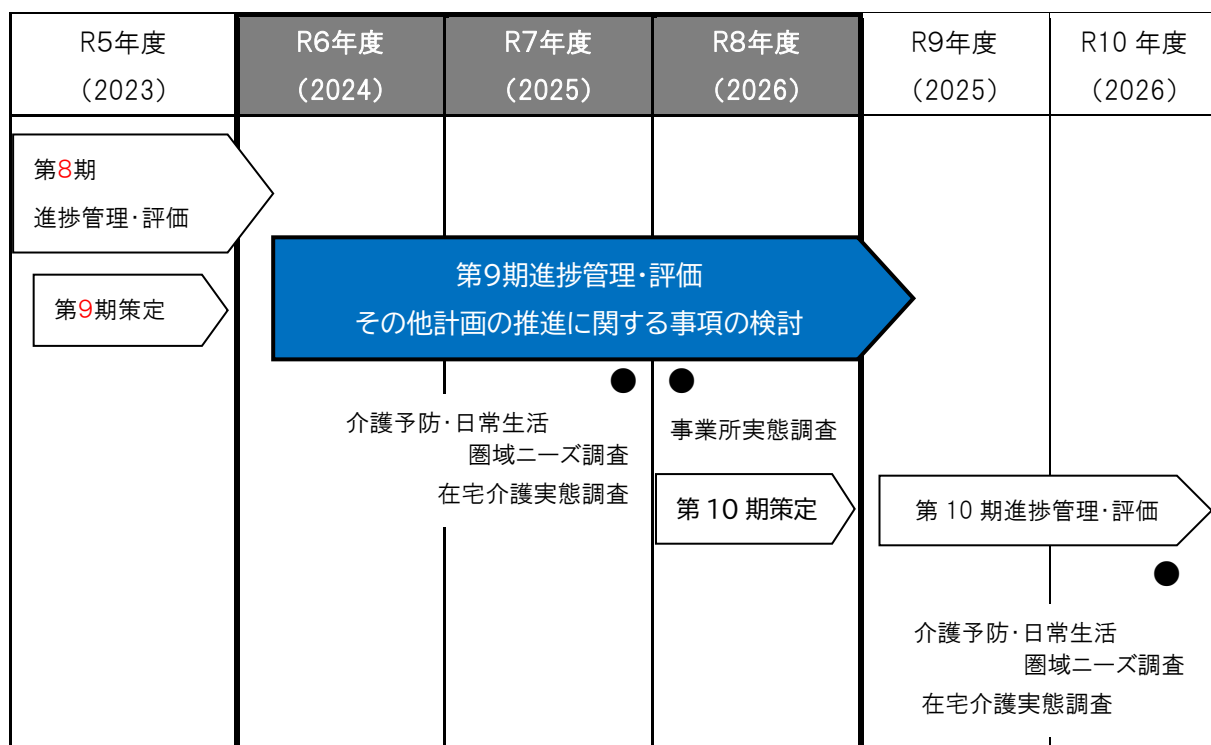 R5年度
(2023)
R6年度
(2024)
R7年度
(2025)
R8年度
(2026)
R9年度
(2025)
R10 年度
(2026)
第8期
進捗管理・評価
第9期策定
第9期進捗管理・評価
その他計画の推進に関する事項の検討
介護予防・日常生活
圏域ニーズ調査
在宅介護実態調査
事業所実態調査
第 10 期策定
第 10 期進捗管理・評価
介護予防・日常生活
圏域ニーズ調査
在宅介護実態調査